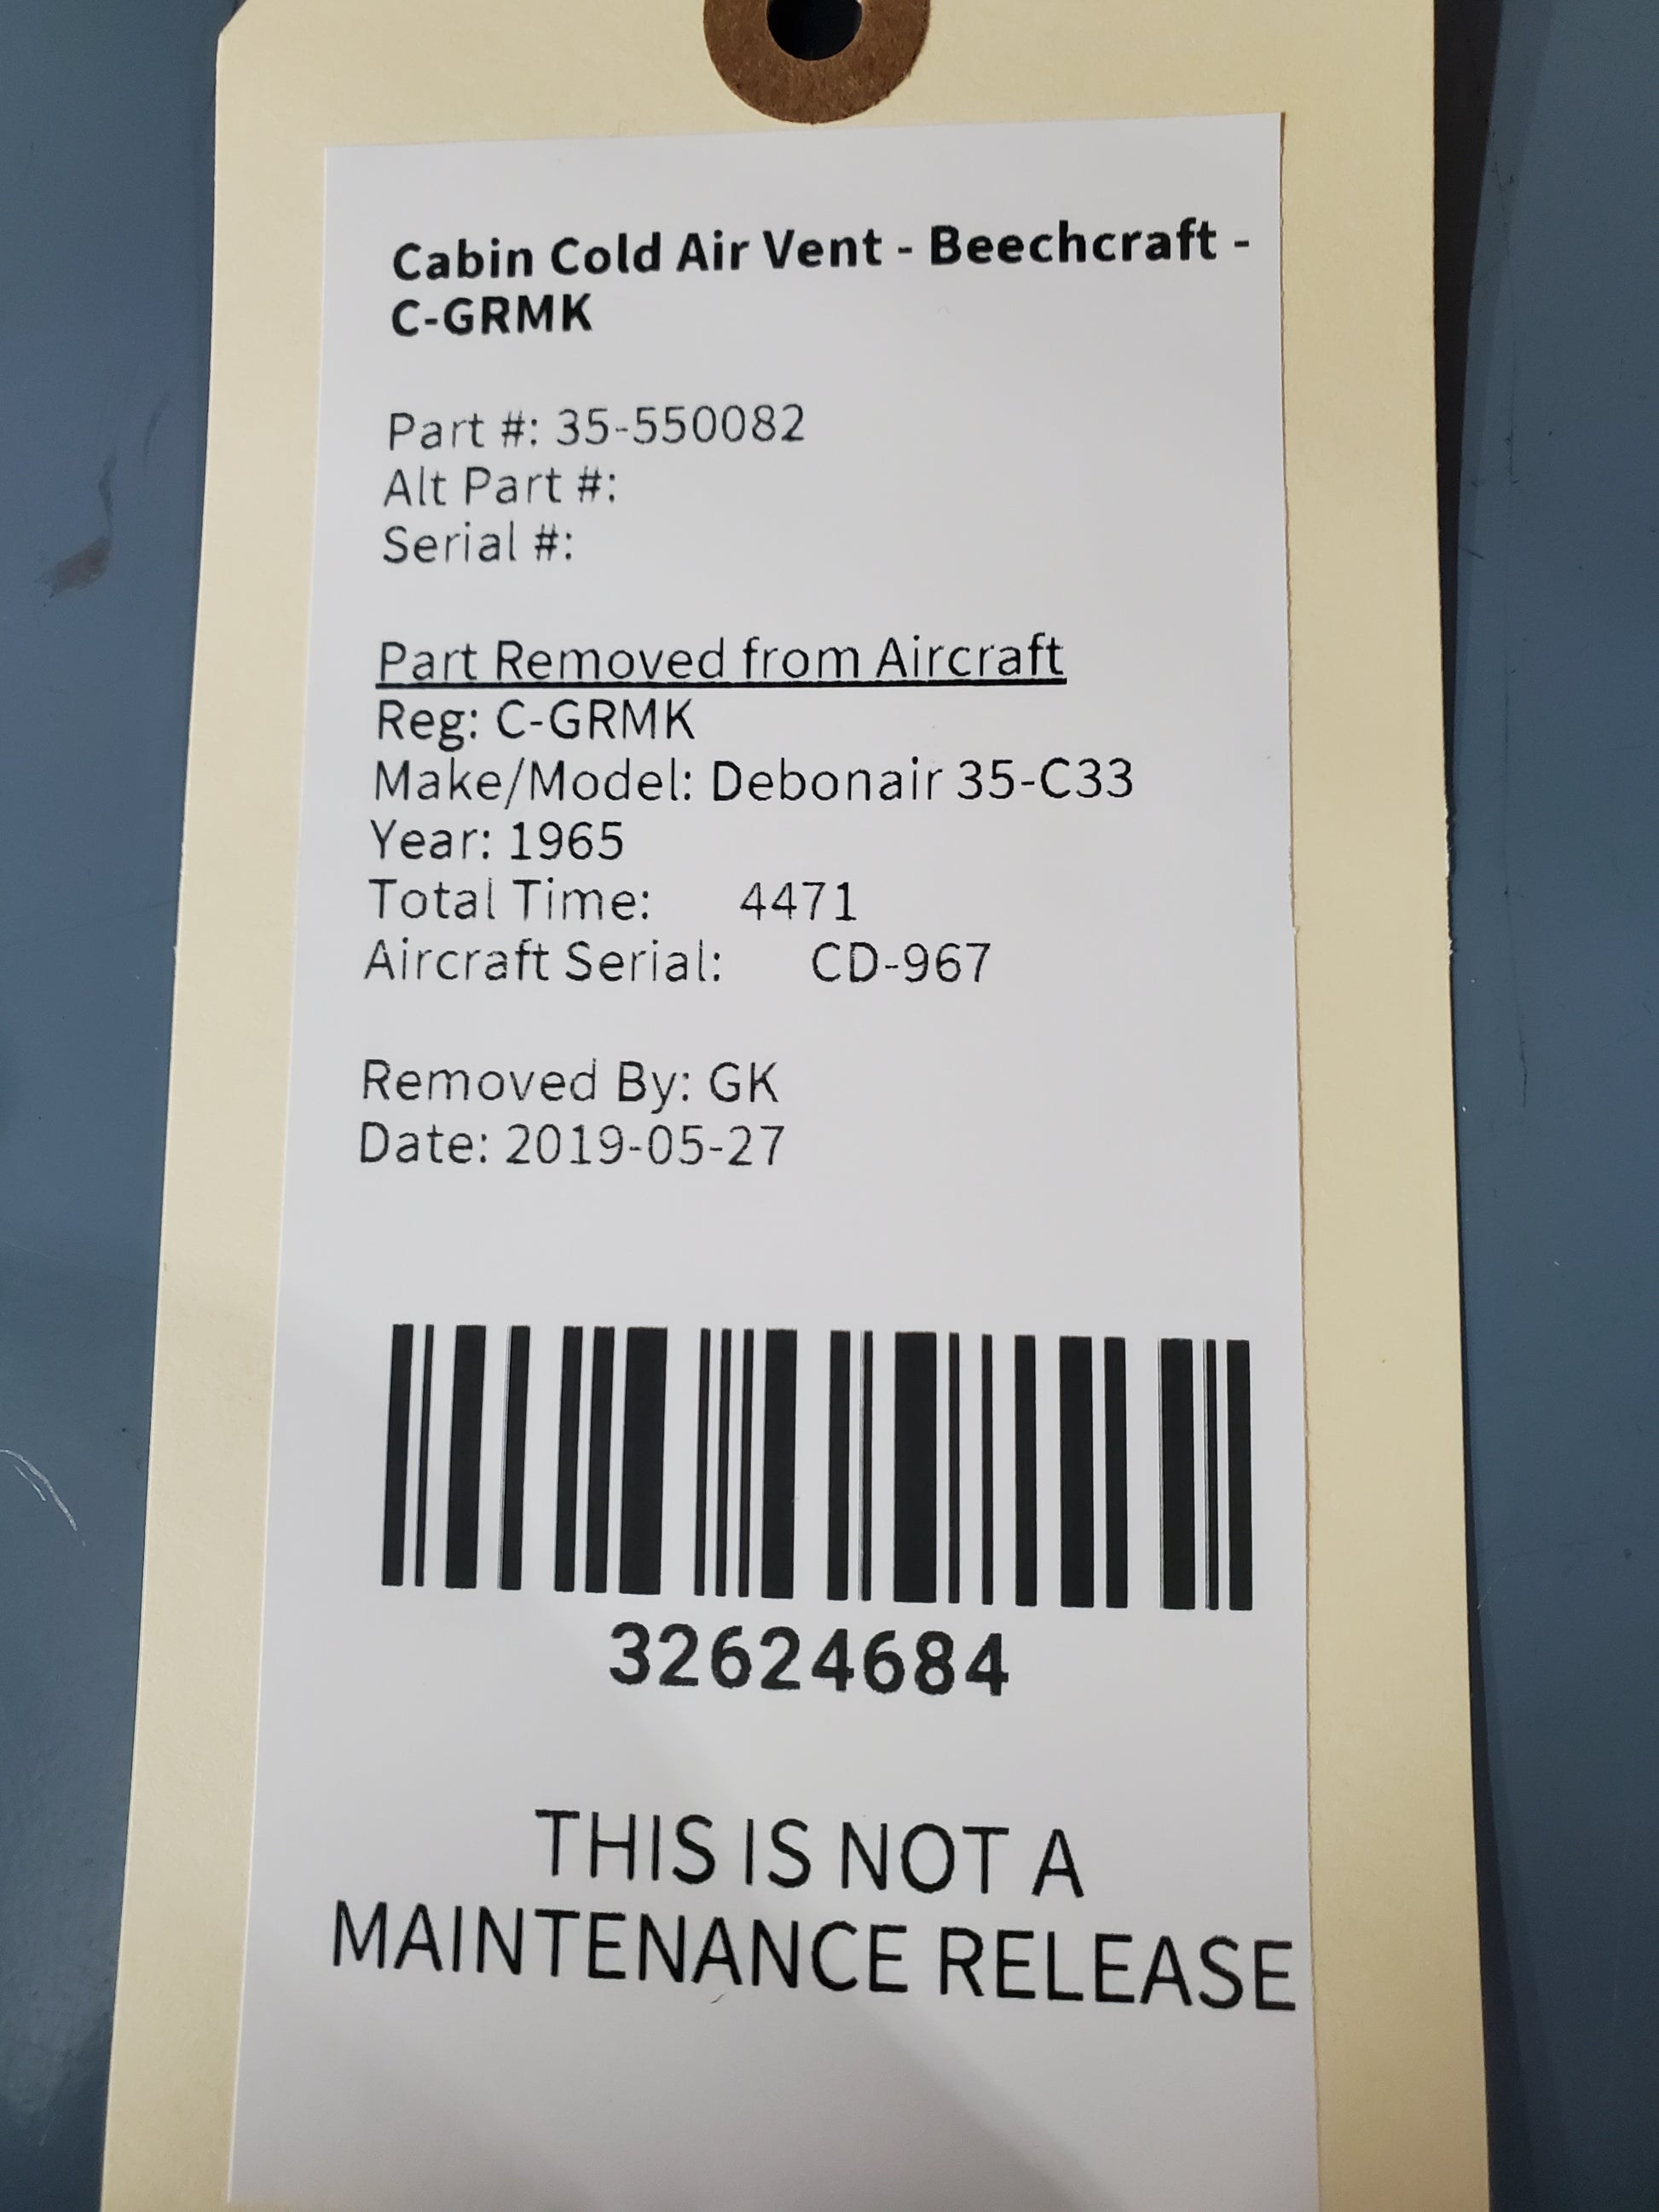 Cabin Cold Air Vent - Beechcraft -
C-GRMK
Part #: 35-550082
Alt Part #:
Serial #:
Part Removed from Aircraft
Reg: C-GRMK
Make/Model: Debonair 35-C33
Year: 1965
Total Time: 4471
Aircraft Serial: CD-967
Removed By: GK
Date: 2019-05-27
32624684
THIS IS NOT A
MAINTENANCE RELEASE